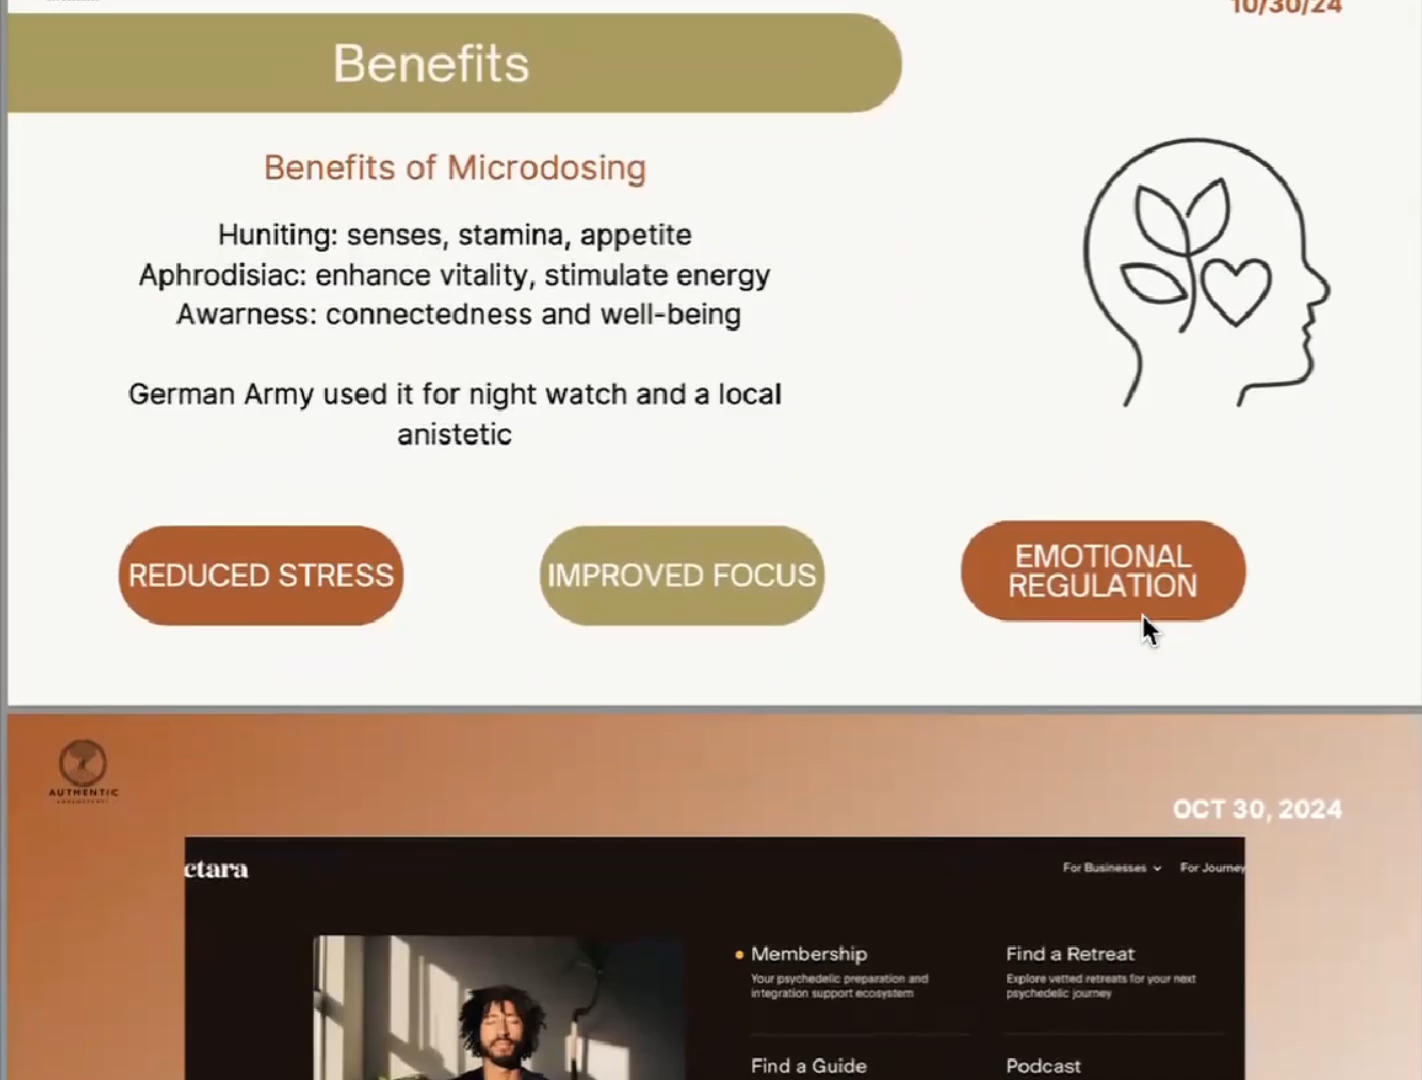 10/30/24
Benefits
Benefits of Microdosing
Huniting: senses, stamina, appetite
Aphrodisiac: enhance vitality, stimulate energy
Awarness: connectedness and well-being
German Army used it for night watch and a local
anistetic
REDUCED STRESS
IMPROVED FOCUS
EMOTIONAL
REGULATION
AUTHENTIC
OCT 30, 2024
ctara
For Businesses
For Journey
Membership
Your psychedelic preparation and
integration support ecosystem
Find a Retreat
Explore vetted retreats for your next
psychedelic journey
Find a Guide
Podcast